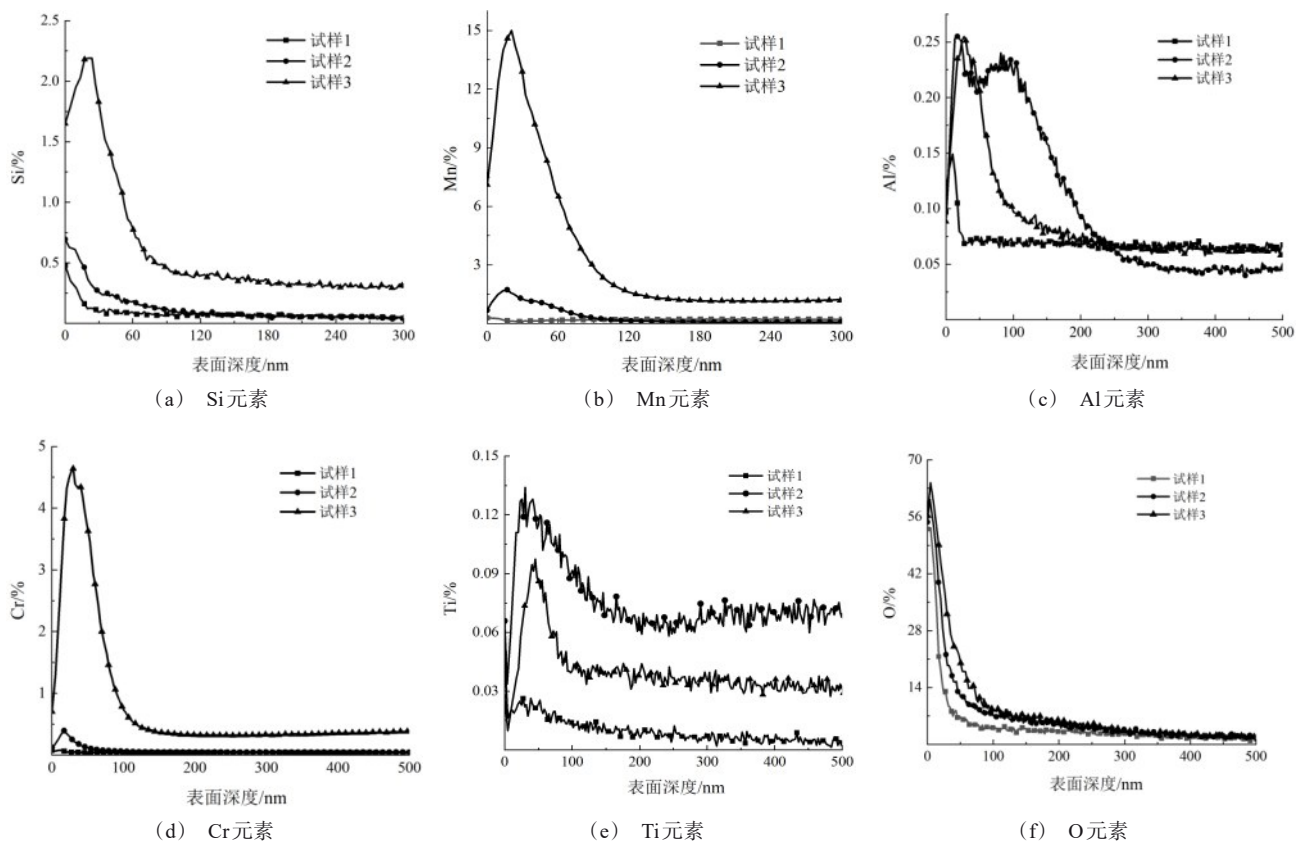 2.5
2.0
1.5
1.0
0.5
0
60
120
180
240
300
Si/%
表面深度/nm
试样1
试样2
试样3
(a) Si元素
15
12
9
6
3
0
60
120
180
240
300
Mn/%
表面深度/nm
试样1
试样2
试样3
(b) Mn元素
0.25
0.20
0.15
0.10
0.05
0
100
200
300
400
500
Al/%
表面深度/nm
试样1
试样2
试样3
(c) Al元素
5
4
3
2
1
0
100
200
300
400
500
Cr/%
表面深度/nm
试样1
试样2
试样3
(d) Cr元素
0.15
0.12
0.09
0.06
0.03
0
100
200
300
400
500
Ti/%
表面深度/nm
试样1
试样2
试样3
(e) Ti元素
70
56
42
28
14
0
100
200
300
400
500
O/%
表面深度/nm
试样1
试样2
试样3
(f) O元素